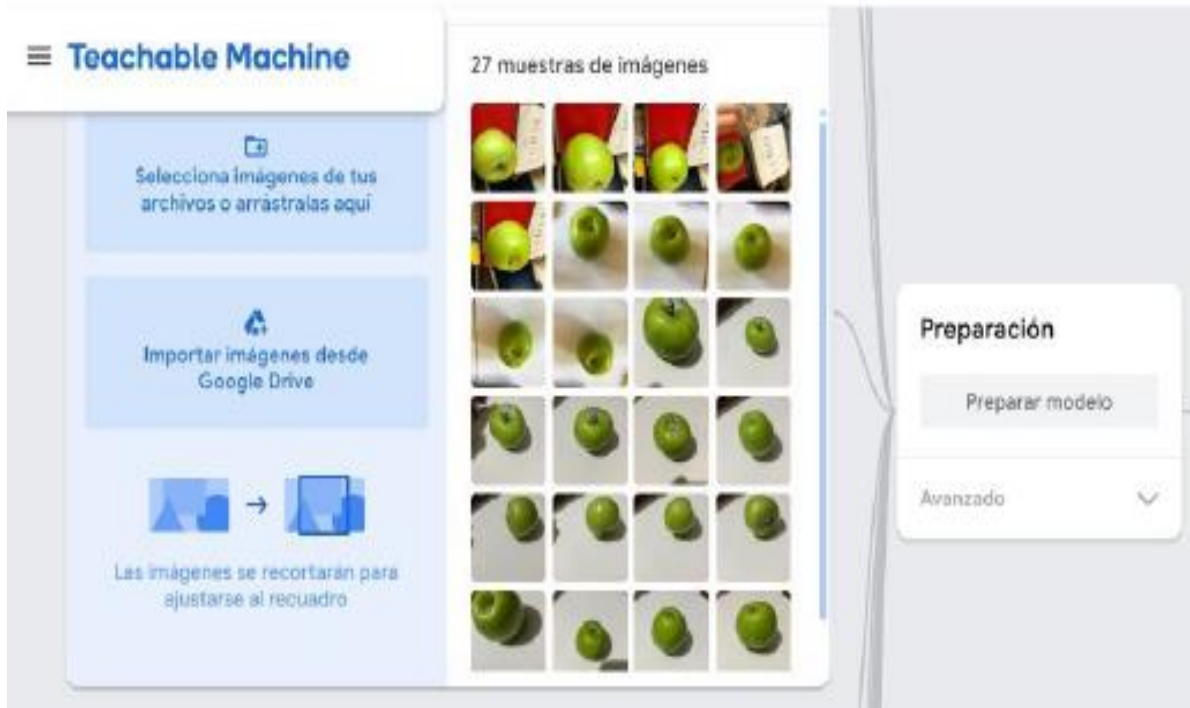 Teachable Machine
27 muestras de imágenes
Selecciona imágenes de tus
archivos o arrástralas aquí
Importar imágenes desde
Google Drive
Las imágenes se recortarán para
ajustarse al recuadro
Preparación
Preparar modelo
Avanzado